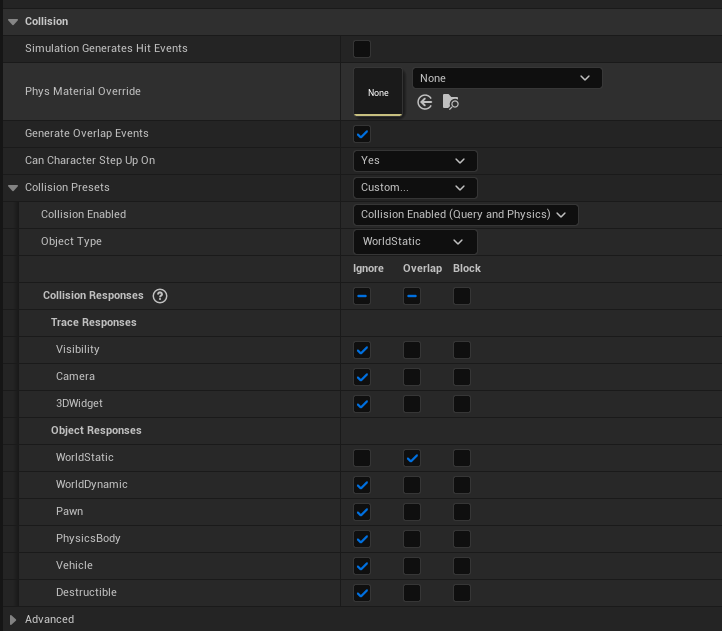 Collision
Simulation Generates Hit Events
Phys Material Override
None
None
Generate Overlap Events
Can Character Step Up On
Yes
Collision Presets
Custom...
Collision Enabled
Collision Enabled (Query and Physics)
Object Type
WorldStatic
Ignore Overlap Block
Collision Responses ?
Trace Responses
Visibility
Camera
3DWidget
Object Responses
WorldStatic
WorldDynamic
Pawn
PhysicsBody
Vehicle
Destructible
Advanced